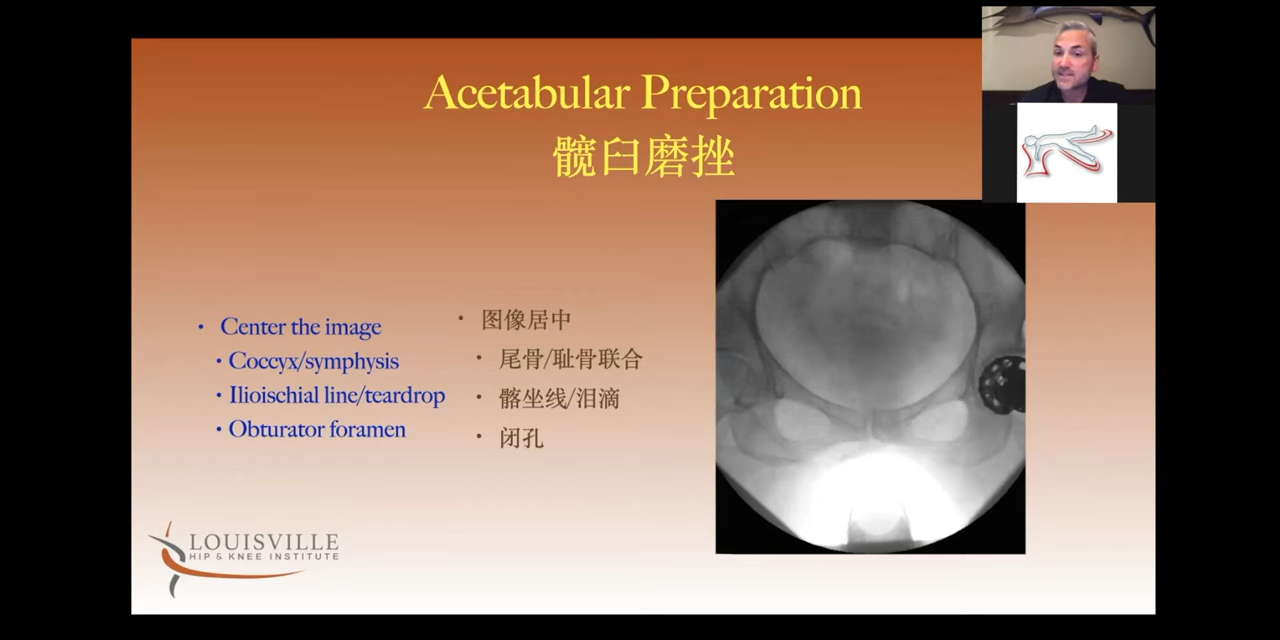 Acetabular Preparation
髋臼磨挫
• Center the image
• Coccyx/symphysis
• Ilioischial line/teardrop
• Obturator foramen
• 图像居中
• 尾骨/耻骨联合
• 髂坐线/泪滴
• 闭孔
LOUISVILLE
HIP & KNEE INSTITUTE